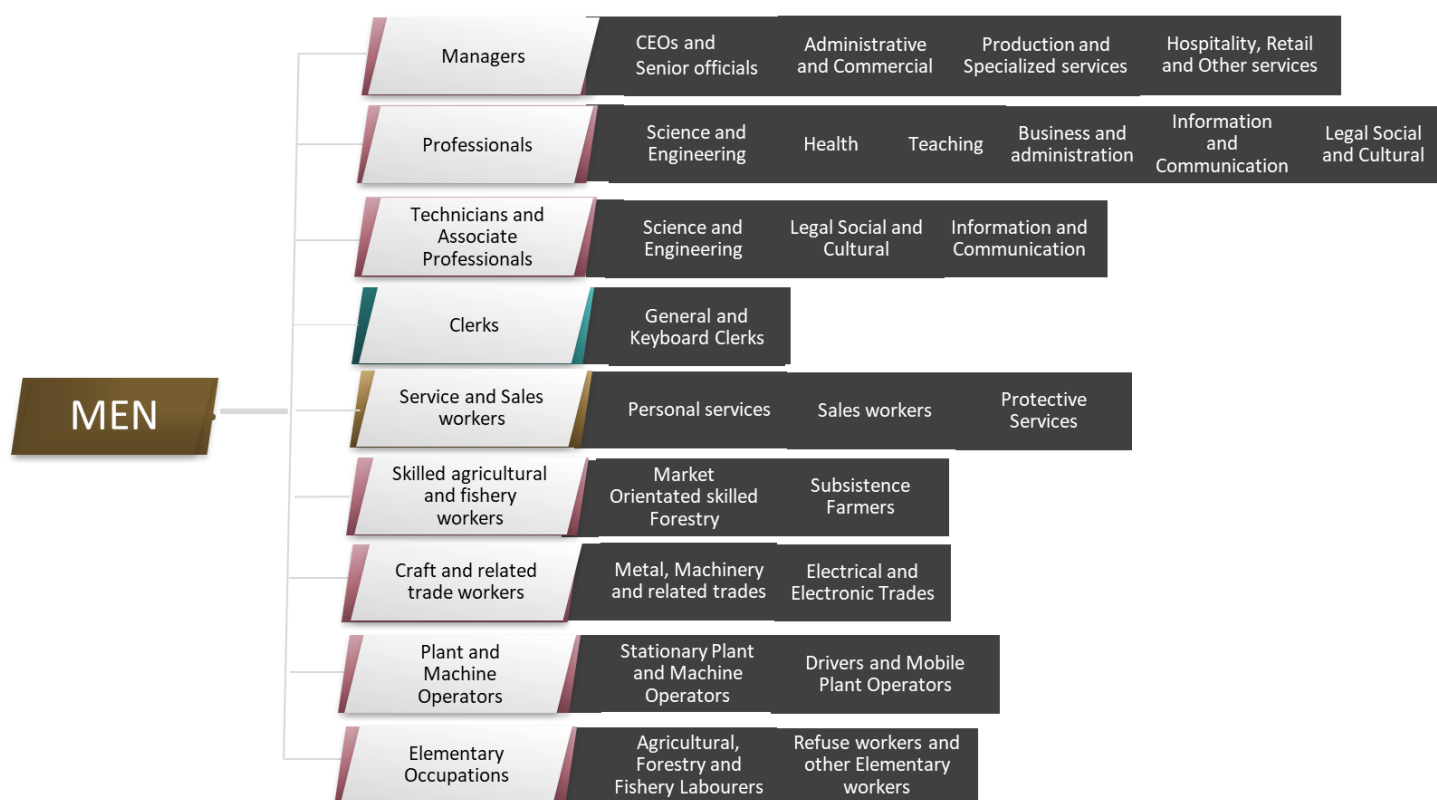 Managers
CEOs and
Senior officials
Administrative
and Commercial
Production and
Specialized services
Hospitality, Retail
and Other services
Professionals
Science and
Engineering
Health
Teaching
Business and
administration
Information
and
Communication
Legal Social
and Cultural
Technicians and
Associate
Professionals
Science and
Engineering
Legal Social and
Cultural
Information and
Communication
Clerks
General and
Keyboard Clerks
MEN
Service and Sales
workers
Personal services
Sales workers
Protective
Services
Skilled agricultural
and fishery
workers
Market
Orientated skilled
Forestry
Subsistence
Farmers
Craft and related
trade workers
Metal, Machinery
and related trades
Electrical and
Electronic Trades
Plant and
Machine
Operators
Stationary Plant
and Machine
Operators
Drivers and Mobile
Plant Operators
Elementary
Occupations
Agricultural,
Forestry and
Fishery Labourers
Refuse workers and
other Elementary
workers